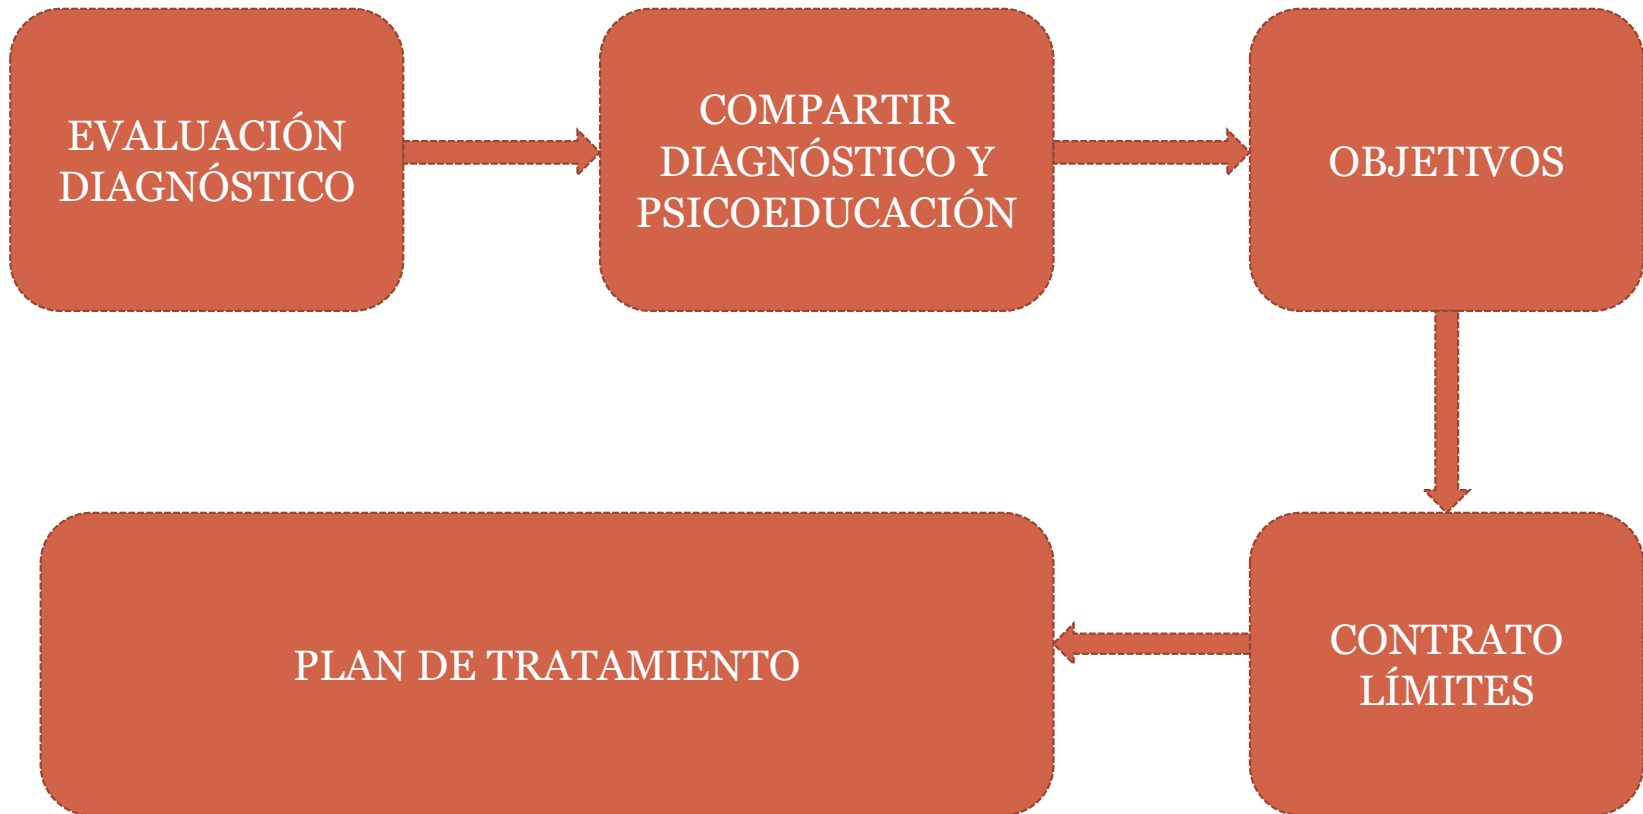 EVALUACIÓN
DIAGNÓSTICO
COMPARTIR
DIAGNÓSTICO Y
PSICOEDUCACIÓN
OBJETIVOS
CONTRATO
LÍMITES
PLAN DE TRATAMIENTO